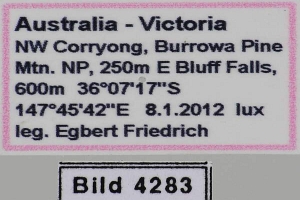 Australia - Victoria
NW Corryong, Burrowa Pine
Mtn. NP, 250m E Bluff Falls,
600m 36°07'17"S
147°45'42"E 8.1.2012 lux
leg. Egbert Friedrich
Bild 4283